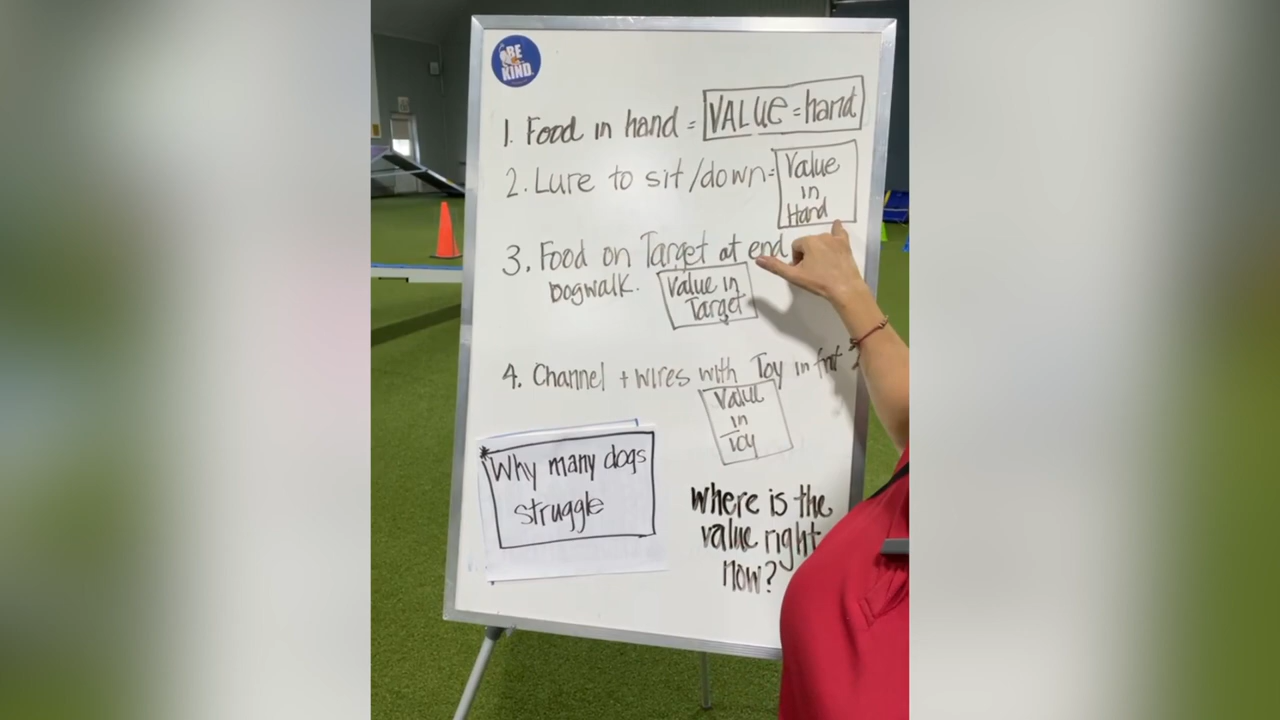 BE
KIND
1. Food in hand = VALUE = hand
2. Lure to sit/down = Value
in
Hand
3. Food on Target at end
Dogwalk. Value in
Target
4. Channel + wires with Toy in
Value
in
Toy
* Why many dogs
struggle
Where is the
value right
now?